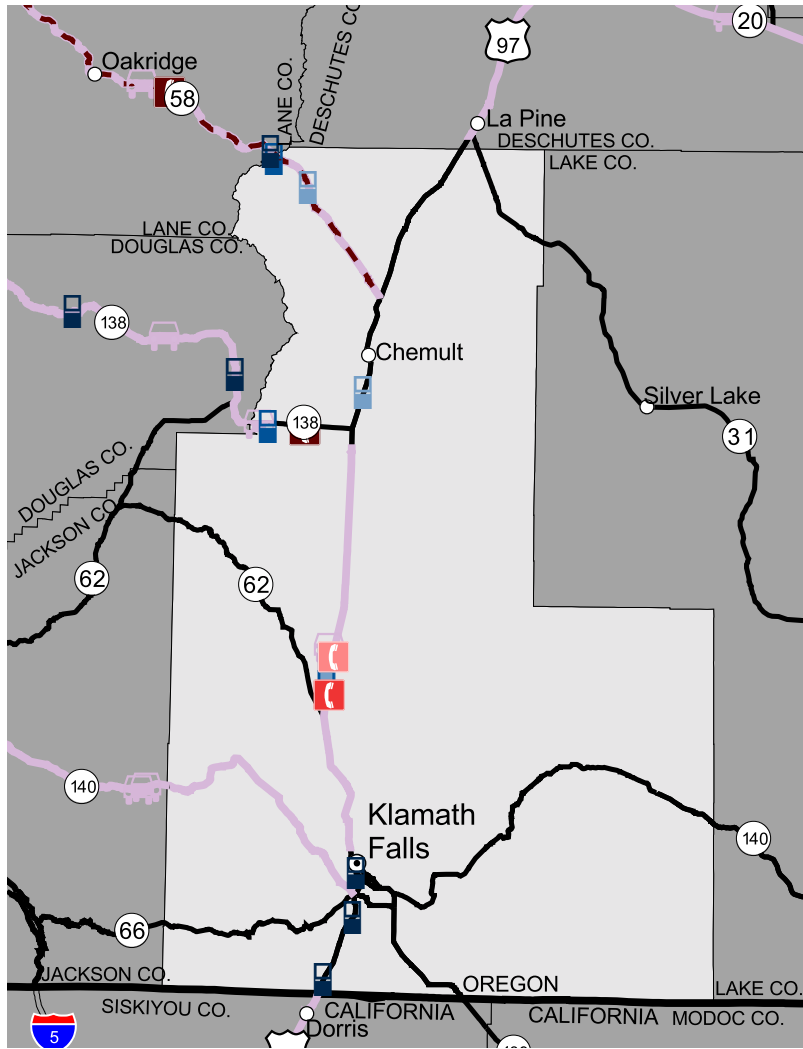 20
97
Oakridge
58
LANE CO.
DESCHUTES CO.
La Pine
DESCHUTES CO.
LAKE CO.
LANE CO.
DOUGLAS CO.
138
Chemult
Silver Lake
138
31
DOUGLAS CO.
JACKSON CO.
62
62
140
Klamath
Falls
140
66
JACKSON CO.
OREGON
LAKE CO.
SISKIYOU CO.
CALIFORNIA
CALIFORNIA
MODOC CO.
Dorris
5